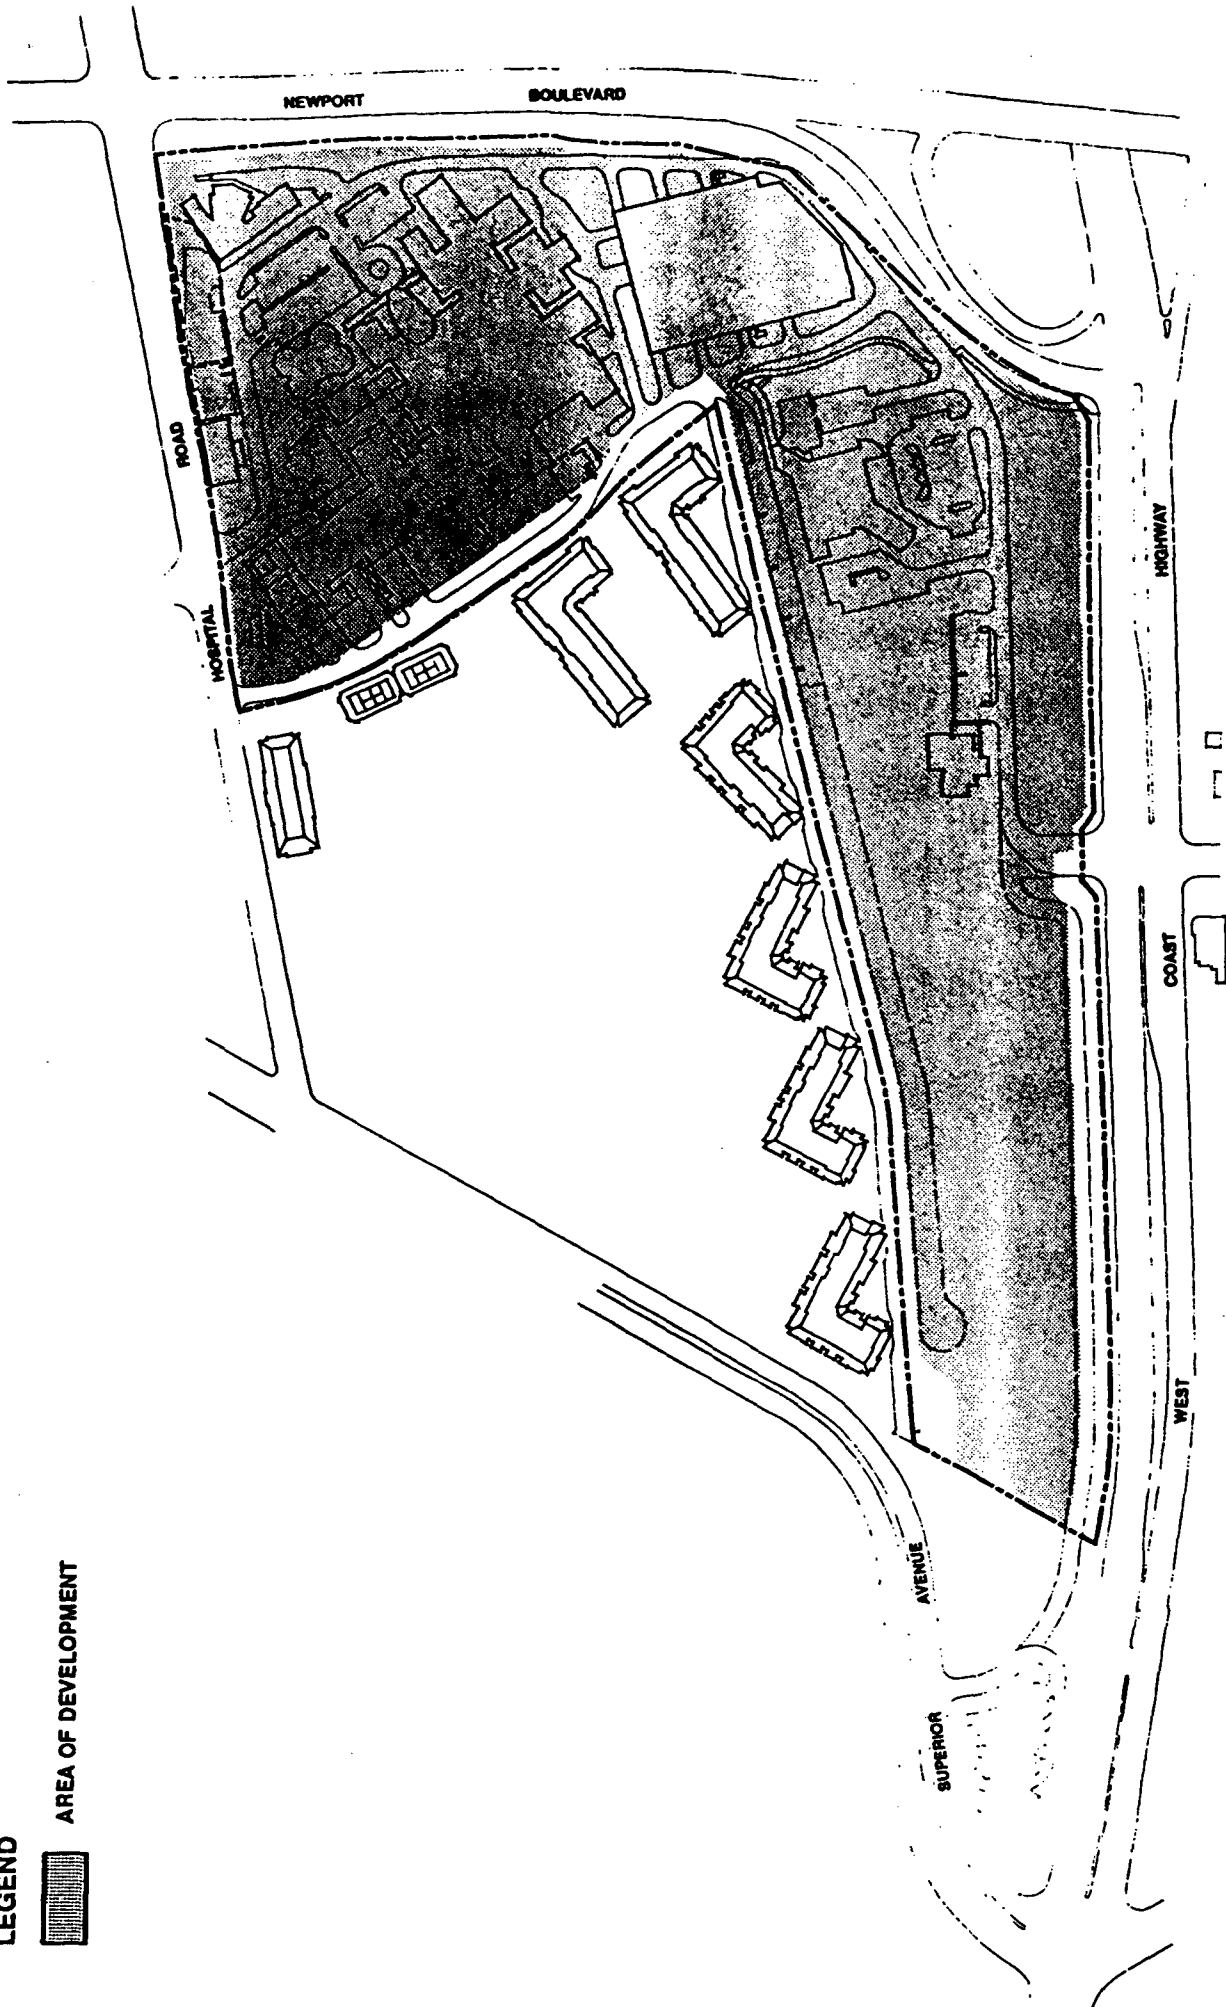 NEWPORT BOULEVARD
ROAD
HOSPITAL
HIGHWAY
COAST
WEST
AVENUE
SUPERIOR
LEGEND
AREA OF DEVELOPMENT